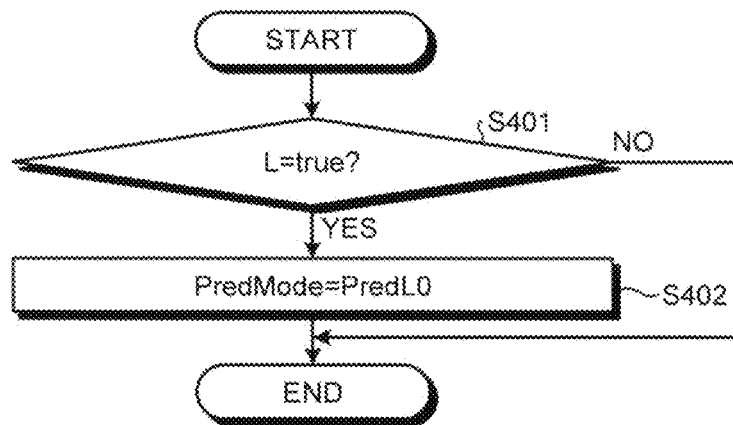 START
S401
L=true?
NO
YES
PredMode=PredL0
S402
END